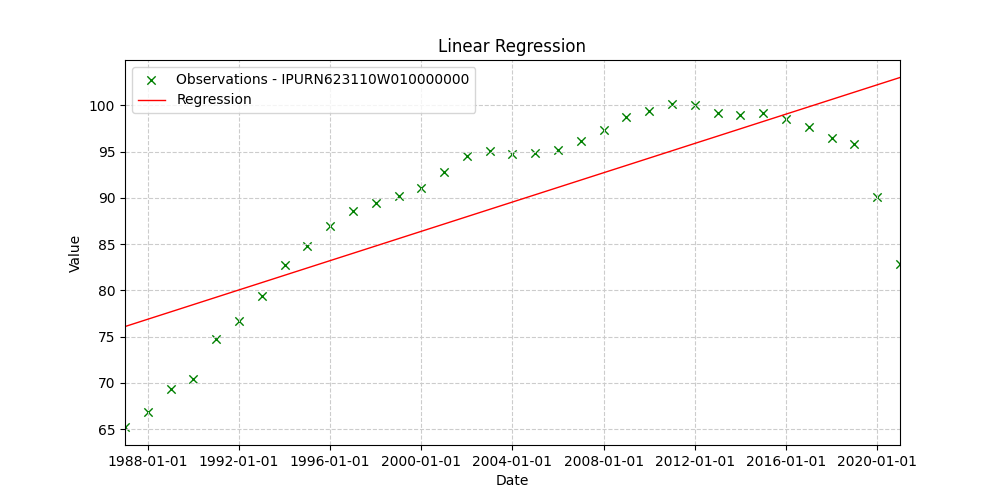 Linear Regression
Observations - IPURN623110W010000000
Regression
Value
100
95
90
85
80
75
70
65
1988-01-01 1992-01-01 1996-01-01 2000-01-01 2004-01-01 2008-01-01 2012-01-01 2016-01-01 2020-01-01
Date